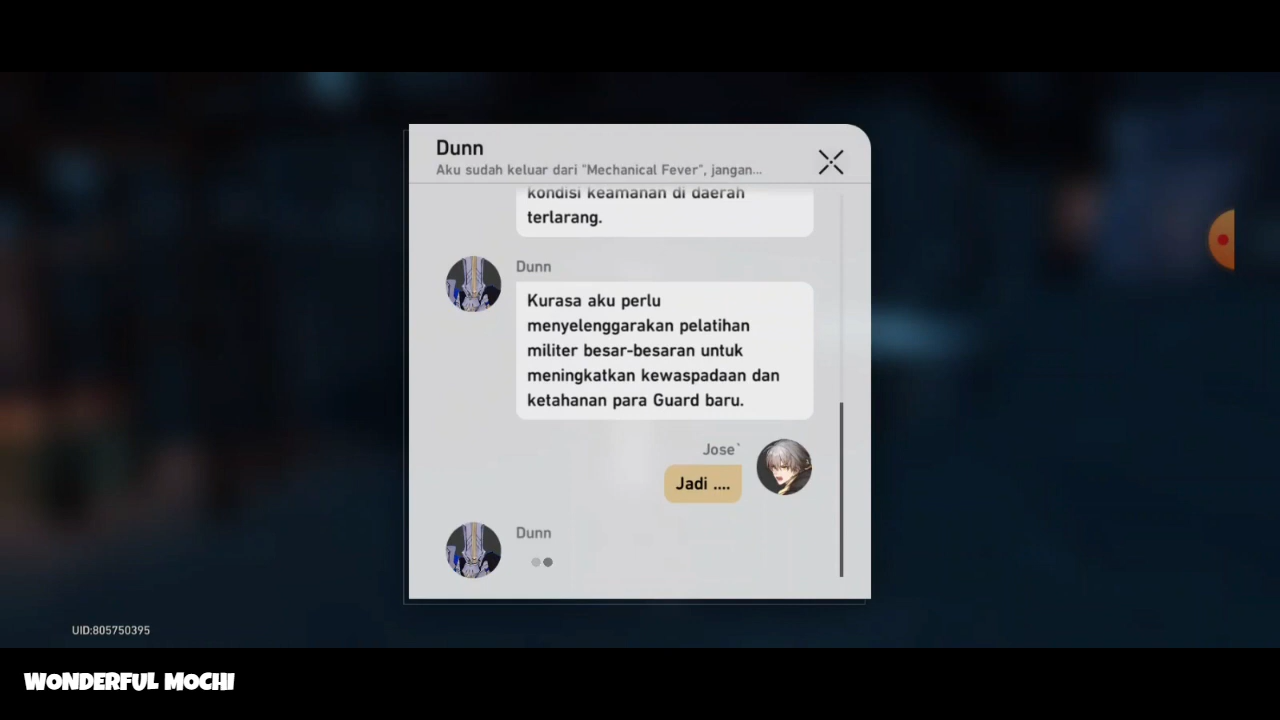 Dunn
Aku sudah keluar dari "Mechanical Fever", jangan...
kondisi keamanan di daerah
terlarang.
Dunn
Kurasa aku perlu
menyelenggarakan pelatihan
militer besar-besaran untuk
meningkatkan kewaspadaan dan
ketahanan para Guard baru.
Jose`
Jadi ....
Dunn
UID:805750395
WONDERFUL MOCHI